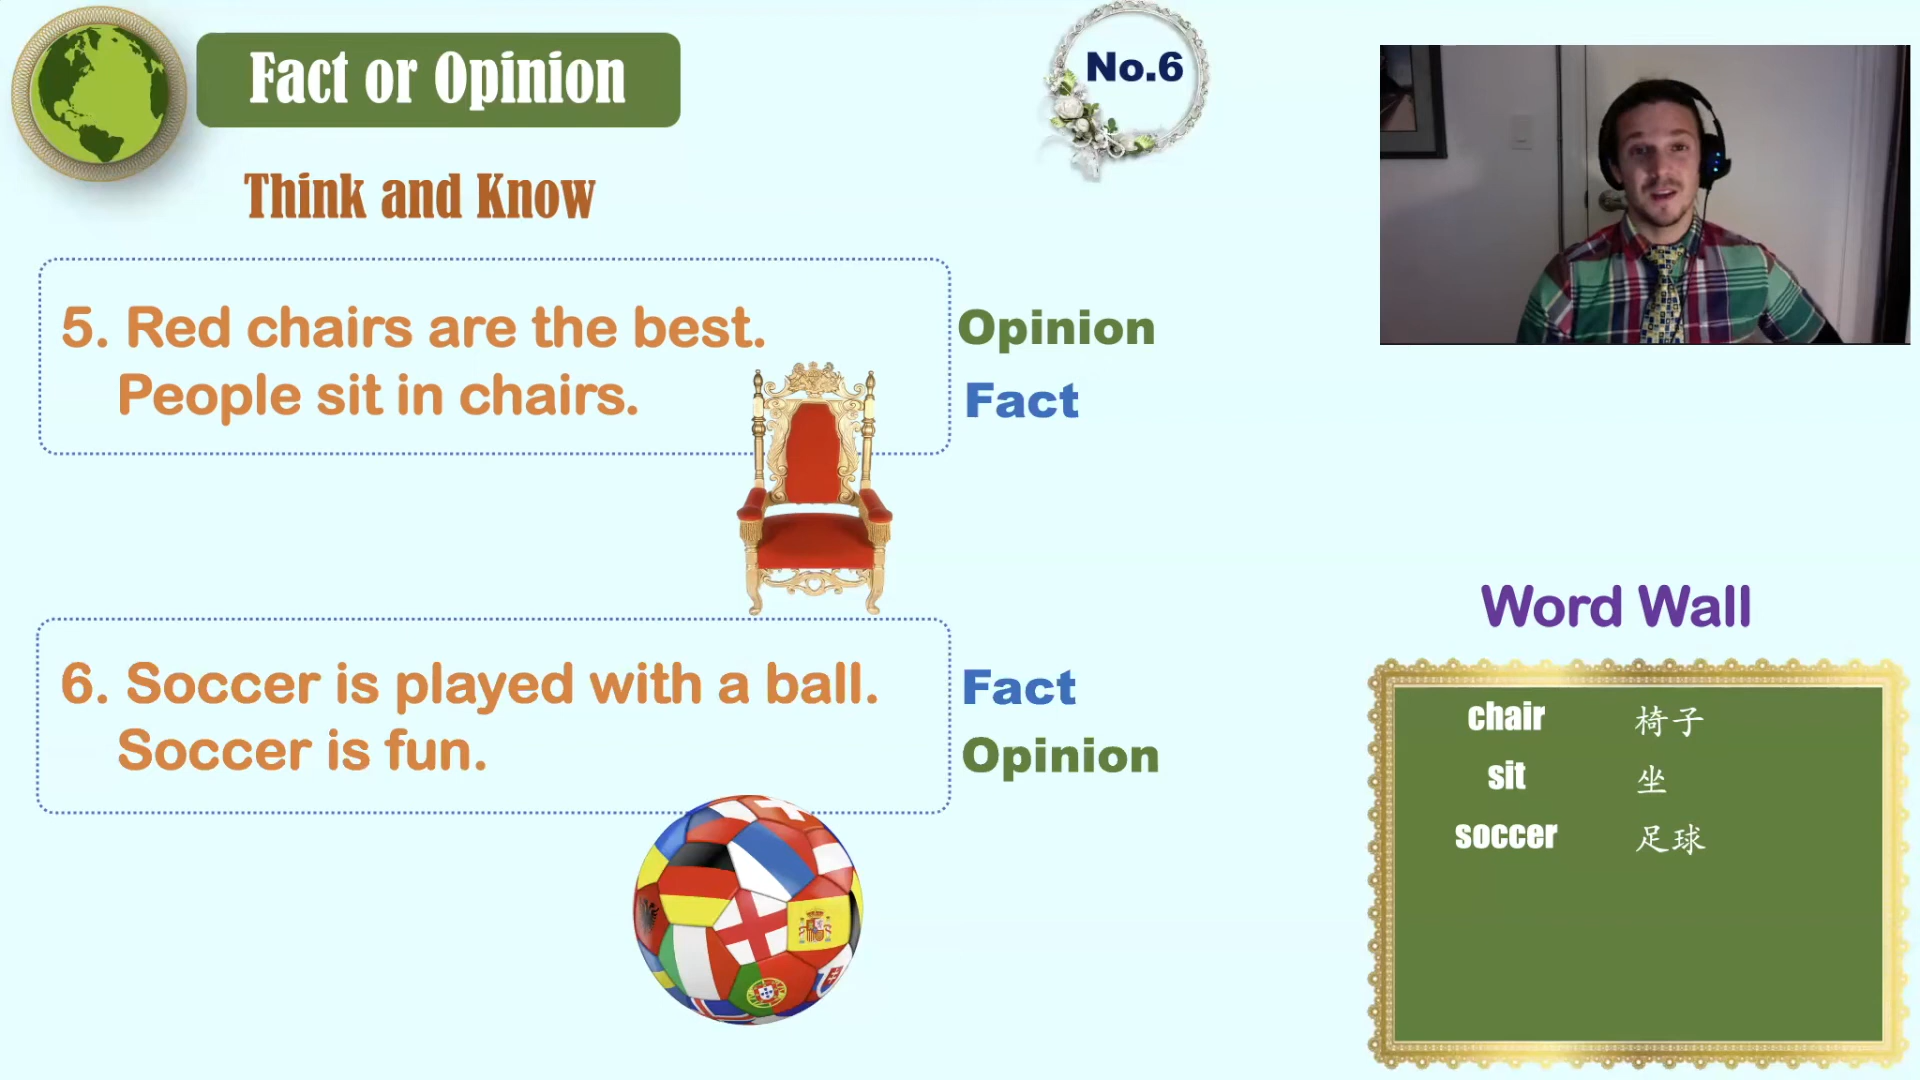 Fact or Opinion
No.6
Think and Know
5. Red chairs are the best.
Opinion
People sit in chairs.
Fact
6. Soccer is played with a ball.
Fact
Soccer is fun.
Opinion
Word Wall
chair 椅子
sit 坐
soccer 足球